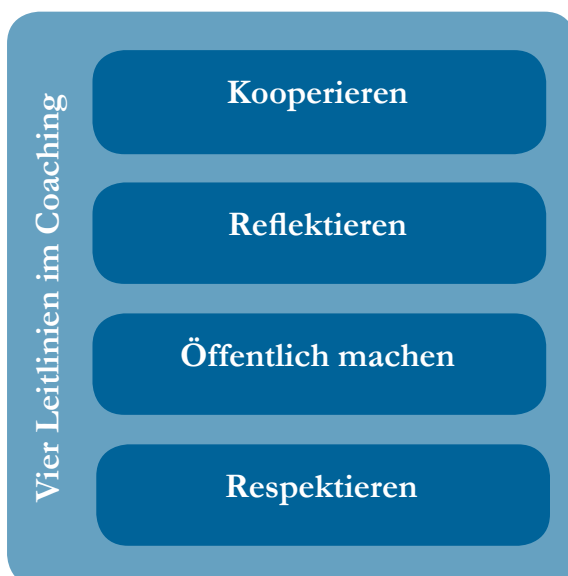 Vier Leitlinien im Coaching
Kooperieren
Reflektieren
Öffentlich machen
Respektieren